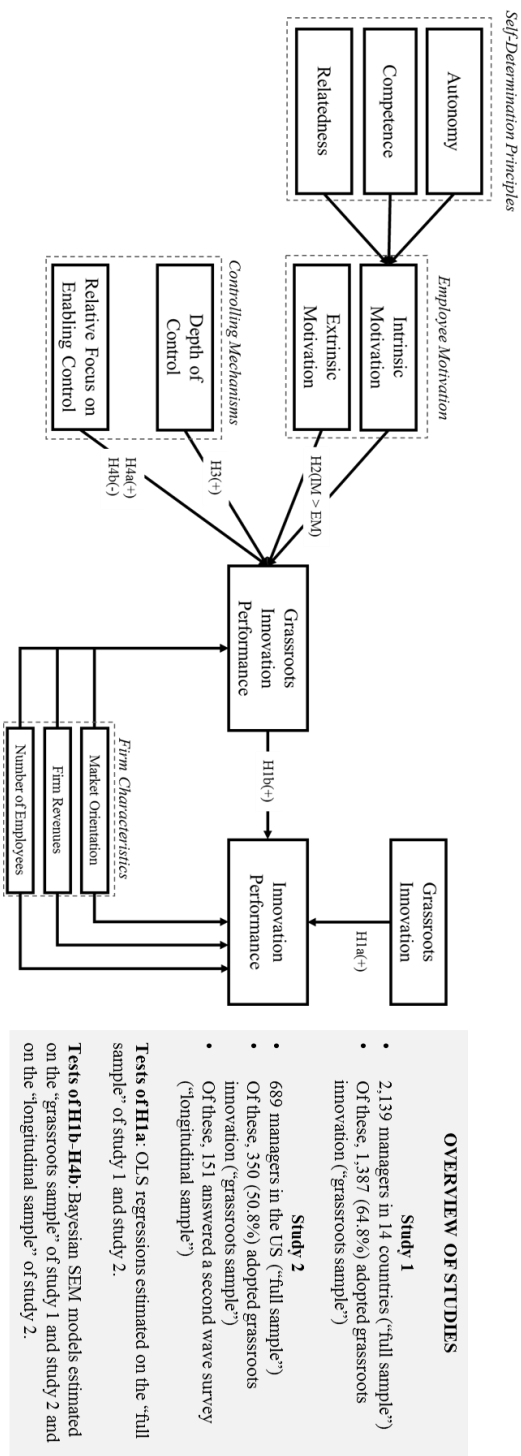 Self-Determination Principles
Autonomy
Competence
Relatedness
Employee Motivation
Intrinsic
Motivation
Extrinsic
Motivation
Controlling Mechanisms
Depth of
Control
Relative Focus on
Enabling Control
H2(IM > EM)
H3(+)
H4a(+)
H4b(-)
Grassroots
Innovation
Performance
H1b(+)
Grassroots
Innovation
H1a(+)
Innovation
Performance
Firm Characteristics
Market Orientation
Firm Revenues
Number of Employees
OVERVIEW OF STUDIES
Study 1
• 2,139 managers in 14 countries (“full sample”)
• Of these, 1,387 (64.8%) adopted grassroots
innovation (“grassroots sample”)
Study 2
• 689 managers in the US (“full sample”)
• Of these, 350 (50.8%) adopted grassroots
innovation (“grassroots sample”)
• Of these, 151 answered a second wave survey
(“longitudinal sample”)
Tests of H1a: OLS regressions estimated on the “full
sample” of study 1 and study 2.
Tests of H1b-H4b: Bayesian SEM models estimated
on the “grassroots sample” of study 1 and study 2 and
on the “longitudinal sample” of study 2.